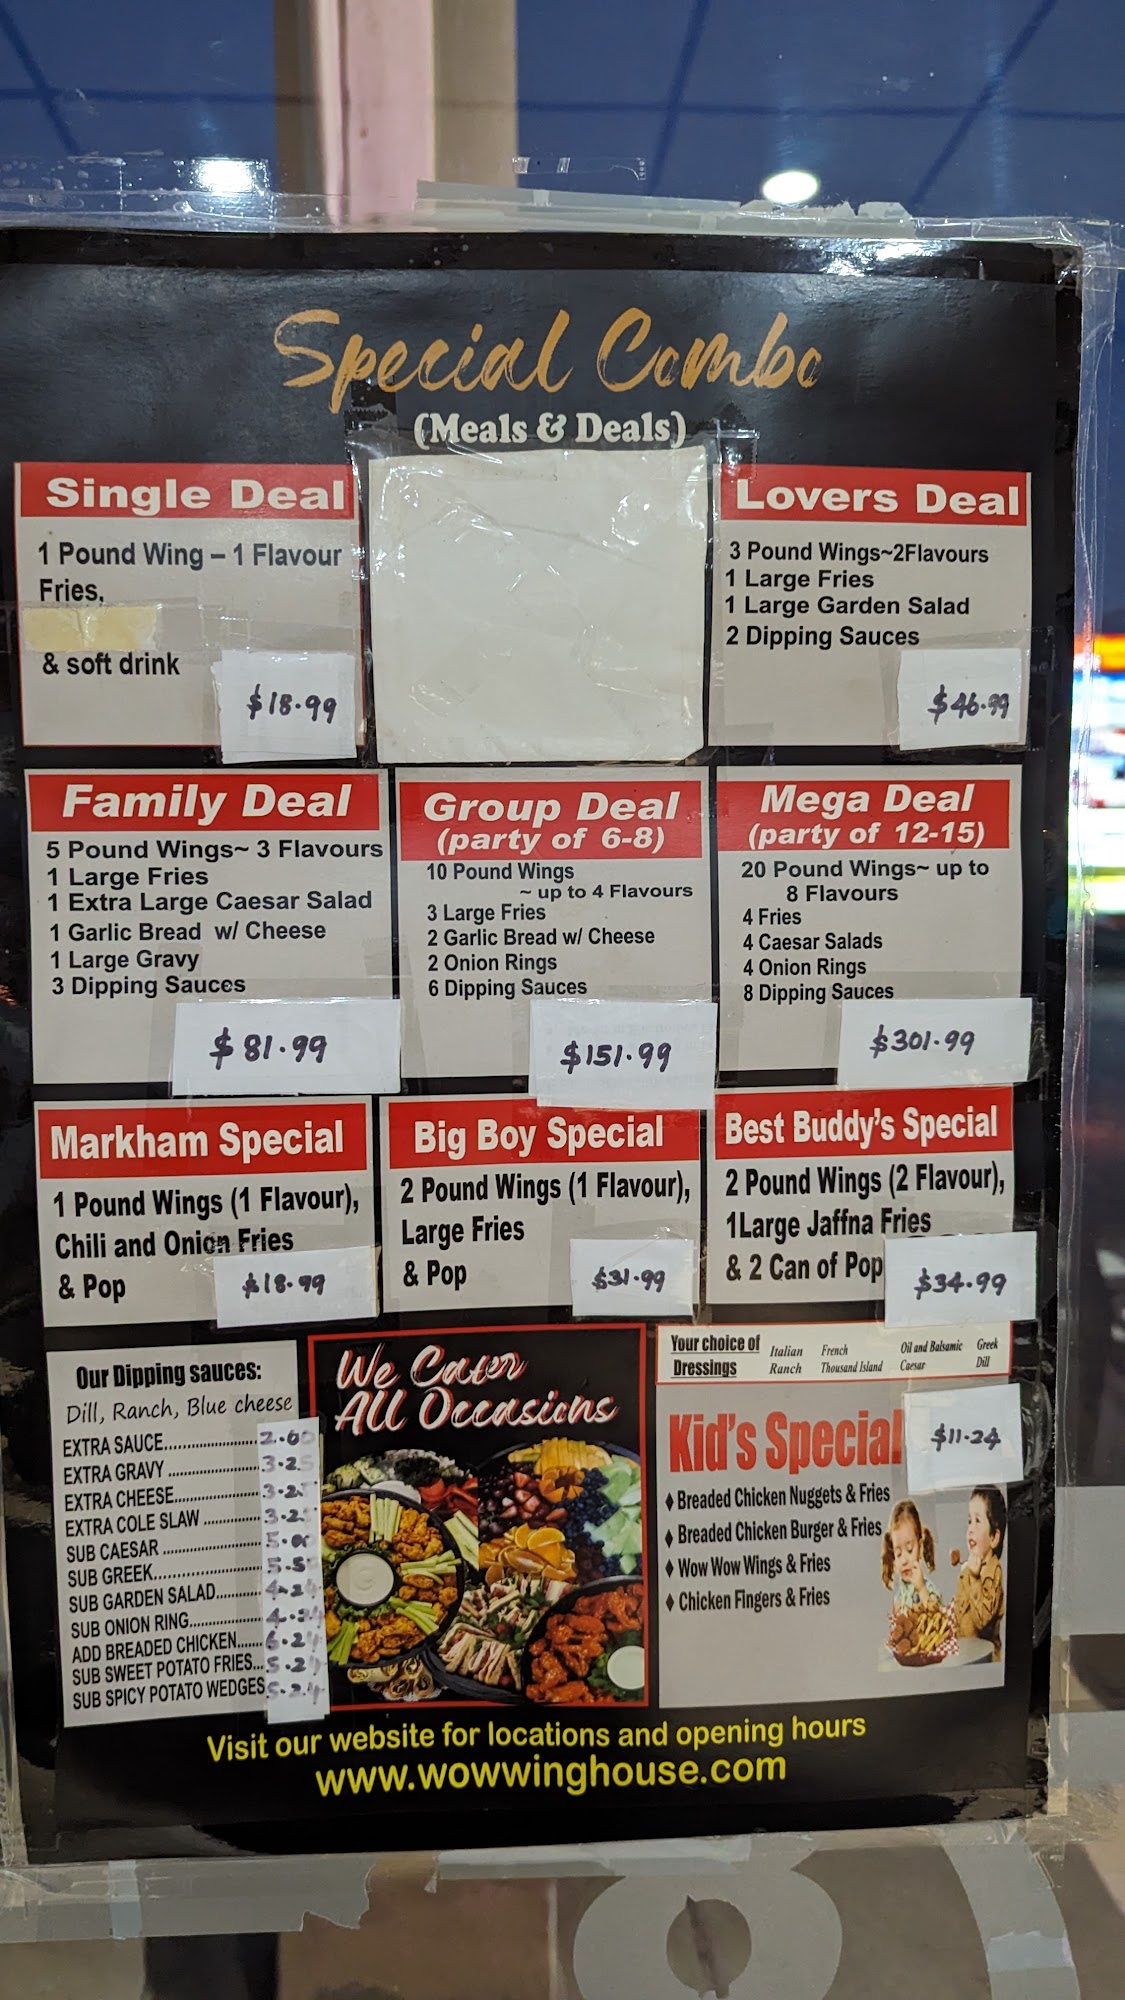 Special Combo
(Meals & Deals)
Single Deal
1 Pound Wing – 1 Flavour
Fries,
& soft drink
$18.99
Lovers Deal
3 Pound Wings~2Flavours
1 Large Fries
1 Large Garden Salad
2 Dipping Sauces
$46.99
Family Deal
5 Pound Wings~ 3 Flavours
1 Large Fries
1 Extra Large Caesar Salad
1 Garlic Bread w/ Cheese
1 Large Gravy
3 Dipping Sauces
$81.99
Group Deal
(party of 6-8)
10 Pound Wings
~ up to 4 Flavours
3 Large Fries
2 Garlic Bread w/ Cheese
2 Onion Rings
6 Dipping Sauces
$151.99
Mega Deal
(party of 12-15)
20 Pound Wings~ up to
8 Flavours
4 Fries
4 Caesar Salads
4 Onion Rings
8 Dipping Sauces
$301.99
Markham Special
1 Pound Wings (1 Flavour),
Chili and Onion Fries
& Pop
$18.99
Big Boy Special
2 Pound Wings (1 Flavour),
Large Fries
& Pop
$31.99
Best Buddy's Special
2 Pound Wings (2 Flavour),
1Large Jaffna Fries
& 2 Can of Pop
$34.99
Our Dipping sauces:
Dill, Ranch, Blue cheese
EXTRA SAUCE
EXTRA GRAVY
EXTRA CHEESE
EXTRA COLE SLAW
SUB CAESAR
SUB GREEK
SUB GARDEN SALAD
SUB ONION RING
ADD BREADED CHICKEN
SUB SWEET POTATO FRIES
SUB SPICY POTATO WEDGES
We Cater
All Occasions
Your choice of Italian French Oil and Balsamic Greek
Dressings Ranch Thousand Island Caesar Dill
Kid's Special
$11.24
♦ Breaded Chicken Nuggets & Fries
♦ Breaded Chicken Burger & Fries
♦ Wow Wow Wings & Fries
♦ Chicken Fingers & Fries
Visit our website for locations and opening hours
www.wowwinghouse.com